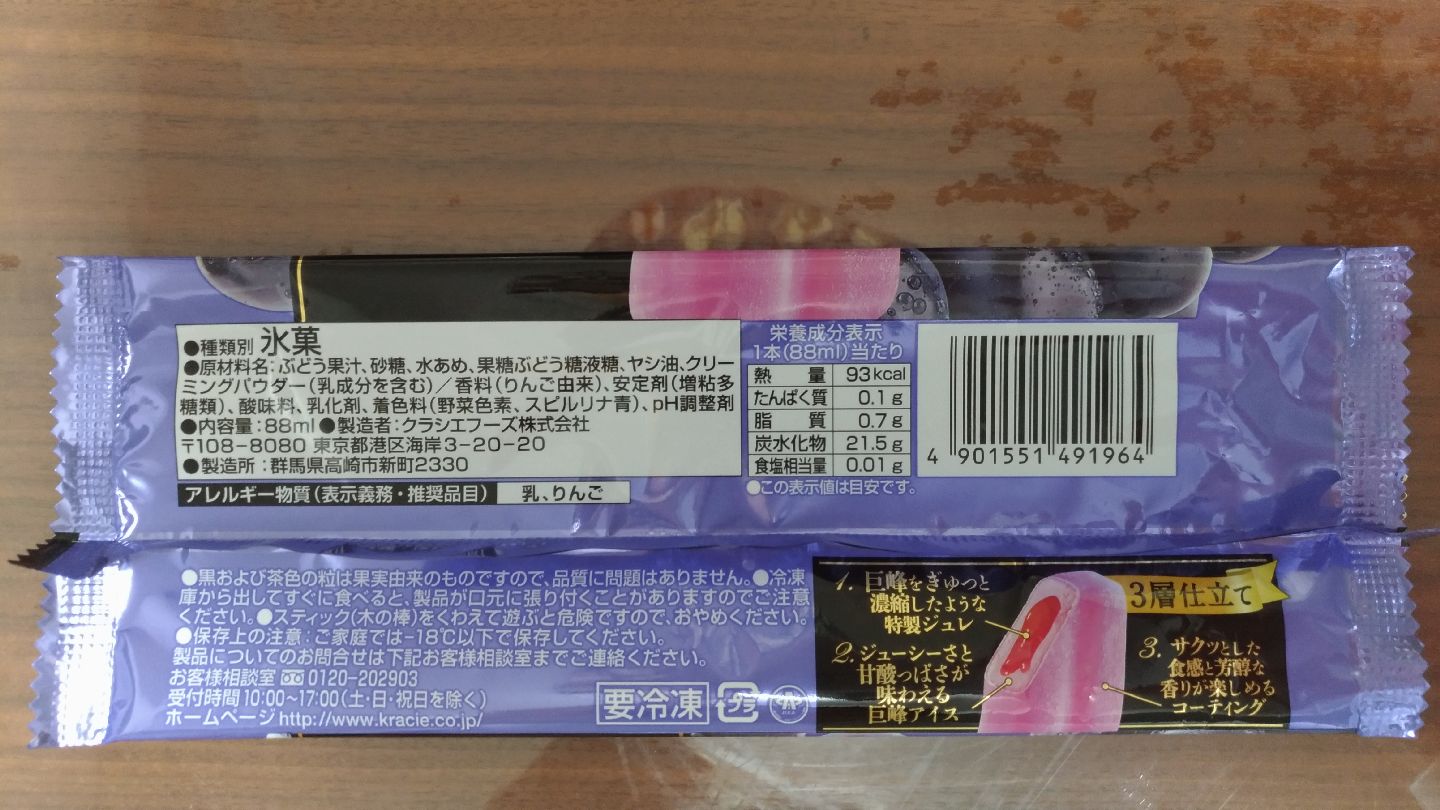 ●種類別 氷菓
●原材料名:ぶどう果汁、砂糖、水あめ、果糖ぶどう糖液糖、ヤシ油、クリー
ミングパウダー(乳成分を含む)/香料(りんご由来)、安定剤(増粘多
糖類)、酸味料、乳化剤、着色料(野菜色素、スピルリナ青)、pH調整剤
●内容量:88ml ●製造者:クラシエフーズ株式会社
〒108-8080 東京都港区海岸3-20-20
●製造所:群馬県高崎市新町2330
アレルギー物質(表示義務・推奨品目) 乳、りんご
栄養成分表示
1本(88ml)当たり
熱量 93kcal
たんぱく質 0.1g
脂質 0.7g
炭水化物 21.5g
食塩相当量 0.01g
●この表示値は目安です。
4 901551 491964
●黒および茶色の粒は果実由来のものですので、品質に問題はありません。●冷凍
庫から出してすぐに食べると、製品が口元に張り付くことがありますのでご注意
ください。●スティック(木の棒)をくわえて遊ぶと危険ですので、おやめください。
●保存上の注意:ご家庭では-18℃以下で保存してください。
製品についてのお問合せは下記お客様相談室までご連絡ください。
お客様相談室 0120-202903
受付時間10:00~17:00(土・日・祝日を除く)
ホームページhttp://www.kracie.co.jp/
要冷凍
プラ
3層仕立て
1. 巨峰をぎゅっと
濃縮したような
特製ジュレ
2. ジューシーさと
甘酸っぱさが
味わえる
巨峰アイス
3. サクッとした
食感と芳醇な
香りが楽しめる
コーティング